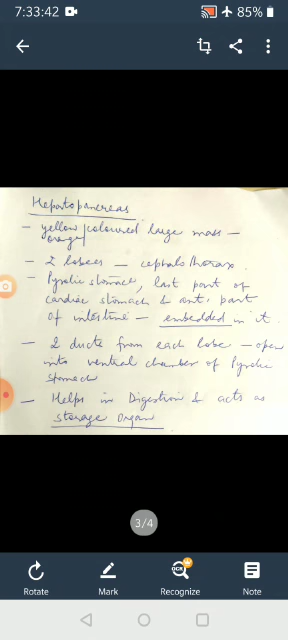 7:33:42
85%
Hepatopancreas
- yellow/coloured large mass -
orange
- 2 lobes - cephalothorax.
- Pyloric stomach, last part of
cardiac stomach & ant. part
of intestine - embedded in it.
- 2 ducts from each lobe - open
into ventral chamber of Pyloric
stomach
- Helps in Digestion & acts as
storage organ
3/4
OCR
Rotate
Mark
Recognize
Note